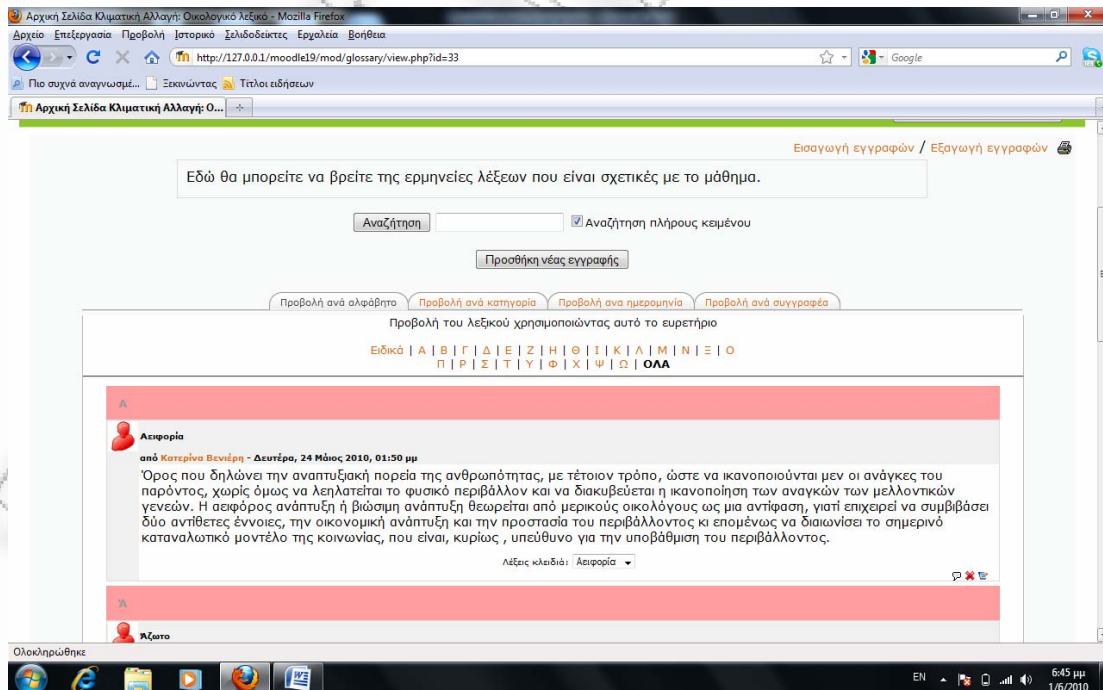 Αρχική Σελίδα Κλιματική Αλλαγή: Οικολογικό λεξικό - Mozilla Firefox
Αρχείο Επεξεργασία Προβολή Ιστορικό Σελιδοδείκτες Εργαλεία Βοήθεια
http://127.0.0.1/moodle19/mod/glossary/view.php?id=33
Google
Πιο συχνά αναγνωσμέ... Ξεκινώντας Τίτλοι ειδήσεων
Αρχική Σελίδα Κλιματική Αλλαγή: Ο...
Εισαγωγή εγγραφών / Εξαγωγή εγγραφών
Εδώ θα μπορείτε να βρείτε της ερμηνείες λέξεων που είναι σχετικές με το μάθημα.
Αναζήτηση Αναζήτηση πλήρους κειμένου
Προσθήκη νέας εγγραφής
Προβολή ανά αλφάβητο Προβολή ανά κατηγορία Προβολή ανα ημερομηνία Προβολή ανά συγγραφέα
Προβολή του λεξικού χρησιμοποιώντας αυτό το ευρετήριο
Ειδικά | Α | Β | Γ | Δ | Ε | Ζ | Η | Θ | Ι | Κ | Λ | Μ | Ν | Ξ | Ο
Π | Ρ | Σ | Τ | Υ | Φ | Χ | Ψ | Ω | ΟΛΑ
Α
Αειφορία
από Κατερίνα Βενιέρη - Δευτέρα, 24 Μάιος 2010, 01:50 μμ
Όρος που δηλώνει την αναπτυξιακή πορεία της ανθρωπότητας, με τέτοιον τρόπο, ώστε να ικανοποιούνται μεν οι ανάγκες του
παρόντος, χωρίς όμως να λεηλατείται το φυσικό περιβάλλον και να διακυβεύεται η ικανοποίηση των αναγκών των μελλοντικών
γενεών. Η αειφόρος ανάπτυξη ή βιώσιμη ανάπτυξη θεωρείται από μερικούς οικολόγους ως μια αντίφαση, γιατί επιχειρεί να συμβιβάσει
δύο αντίθετες έννοιες, την οικονομική ανάπτυξη και την προστασία του περιβάλλοντος κι επομένως να διαιωνίσει το σημερινό
καταναλωτικό μοντέλο της κοινωνίας, που είναι, κυρίως , υπεύθυνο για την υποβάθμιση του περιβάλλοντος.
Λέξεις κλειδιά: Αειφορία
Ά
Άζωτο
Ολοκληρώθηκε
EN 6:45 μμ
1/6/2010